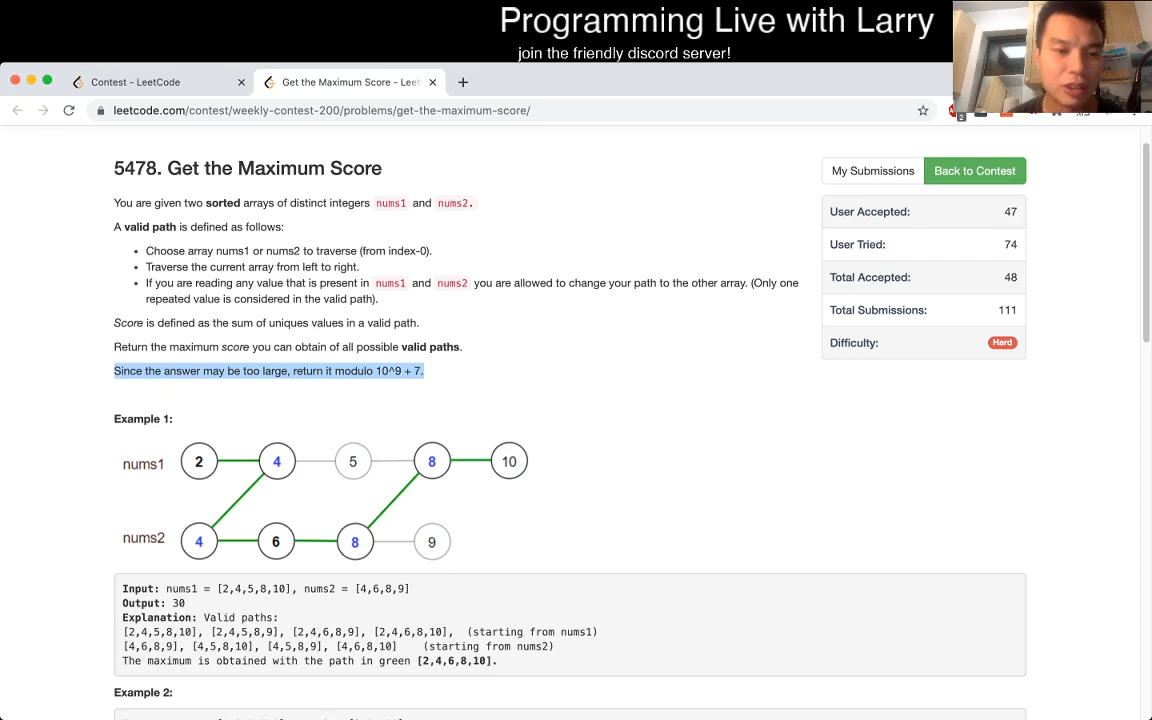 Programming Live with Larry
join the friendly discord server!
Contest - LeetCode
Get the Maximum Score - Leet
leetcode.com/contest/weekly-contest-200/problems/get-the-maximum-score/
2
5478. Get the Maximum Score
My Submissions
Back to Contest
You are given two sorted arrays of distinct integers nums1 and nums2.
A valid path is defined as follows:
• Choose array nums1 or nums2 to traverse (from index-0).
• Traverse the current array from left to right.
• If you are reading any value that is present in nums1 and nums2 you are allowed to change your path to the other array. (Only one
repeated value is considered in the valid path).
Score is defined as the sum of uniques values in a valid path.
Return the maximum score you can obtain of all possible valid paths.
Since the answer may be too large, return it modulo 10^9 + 7.
User Accepted: 47
User Tried: 74
Total Accepted: 48
Total Submissions: 111
Difficulty: Hard
Example 1:
nums1 2 4 5 8 10
nums2 4 6 8 9
Input: nums1 = [2,4,5,8,10], nums2 = [4,6,8,9]
Output: 30
Explanation: Valid paths:
[2,4,5,8,10], [2,4,5,8,9], [2,4,6,8,9], [2,4,6,8,10],  (starting from nums1)
[4,6,8,9], [4,5,8,10], [4,5,8,9], [4,6,8,10]    (starting from nums2)
The maximum is obtained with the path in green [2,4,6,8,10].
Example 2: